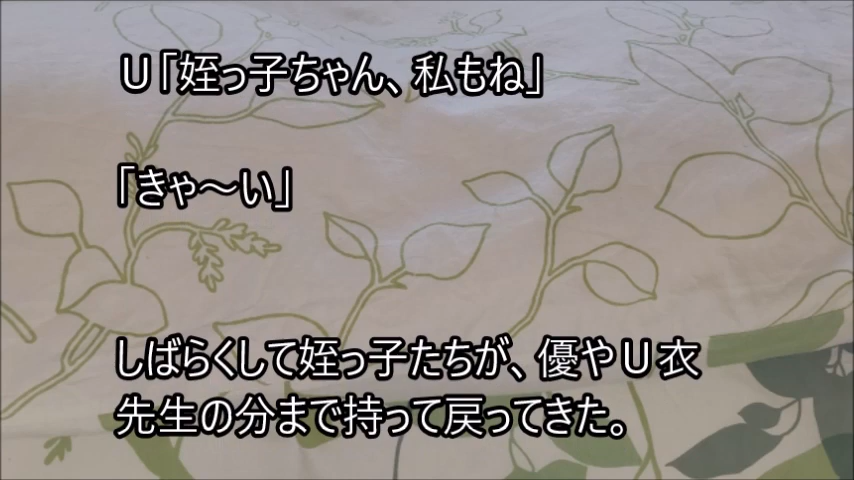 U「姪っ子ちゃん、私もね」
「きゃ～い」
しばらくして姪っ子たちが、優やU衣
先生の分まで持って戻ってきた。